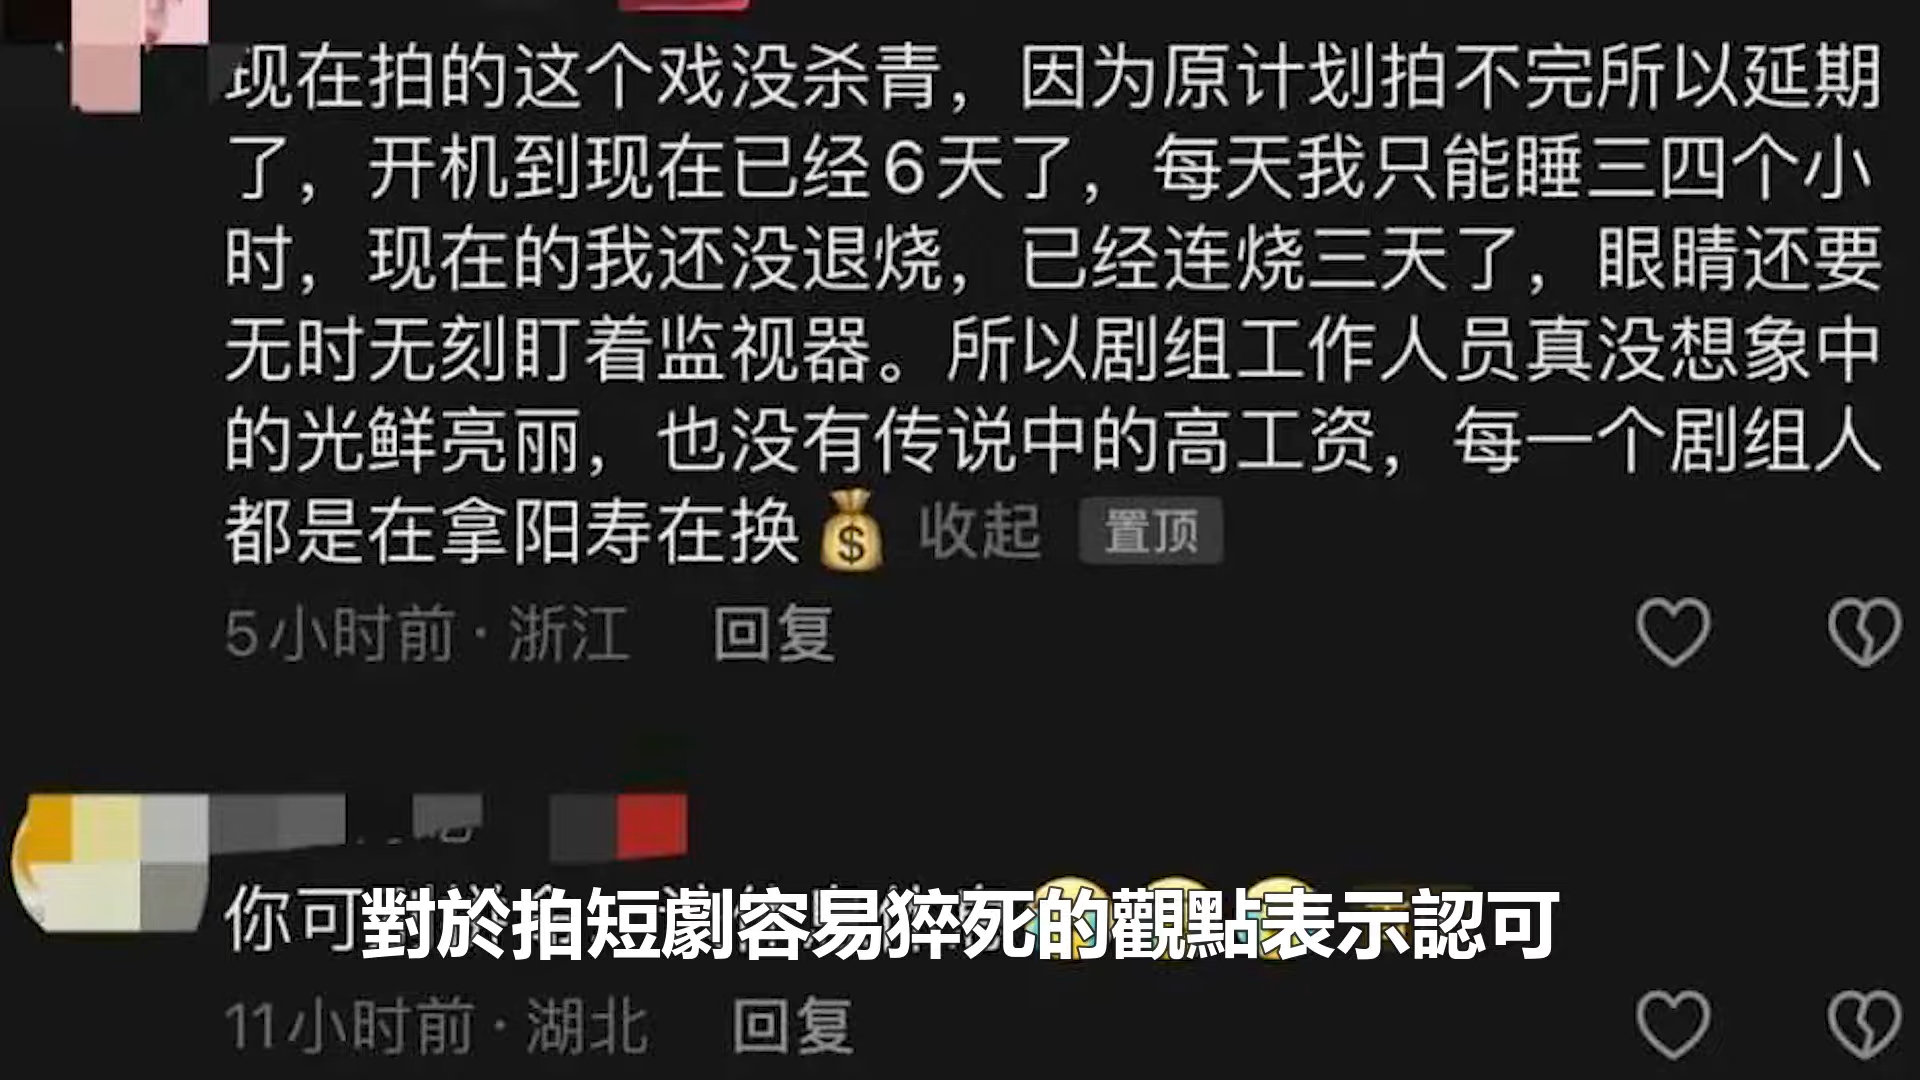 现在拍的这个戏没杀青，因为原计划拍不完所以延期
了，开机到现在已经6天了，每天我只能睡三四个小
时，现在的我还没退烧，已经连烧三天了，眼睛还要
无时无刻盯着监视器。所以剧组工作人员真没想象中
的光鲜亮丽，也没有传说中的高工资，每一个剧组人
都是在拿阳寿在换💰 收起 置顶
5小时前·浙江 回复
你可
對於拍短劇容易猝死的觀點表示認可
11小时前·湖北 回复